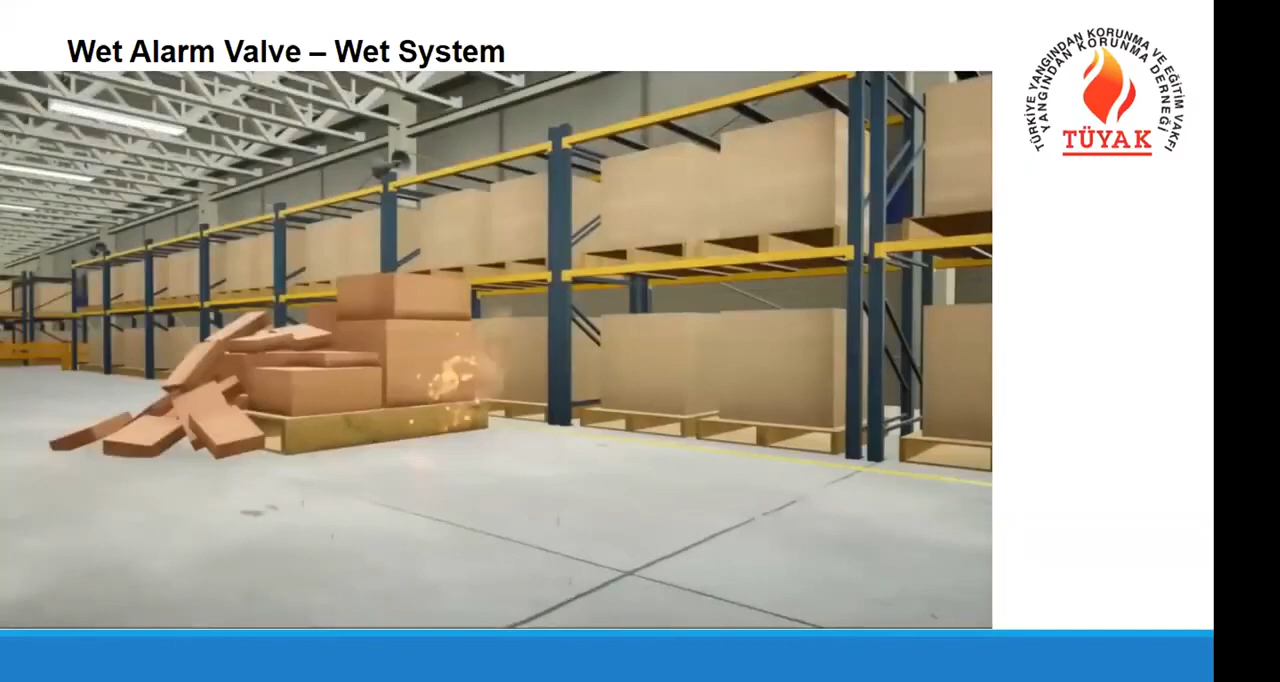 Wet Alarm Valve – Wet System
TÜRKİYE YANGINDAN KORUNMA VE EĞİTİM VAKFI
YANGINDAN KORUNMA DERNEĞİ
TÜYAK